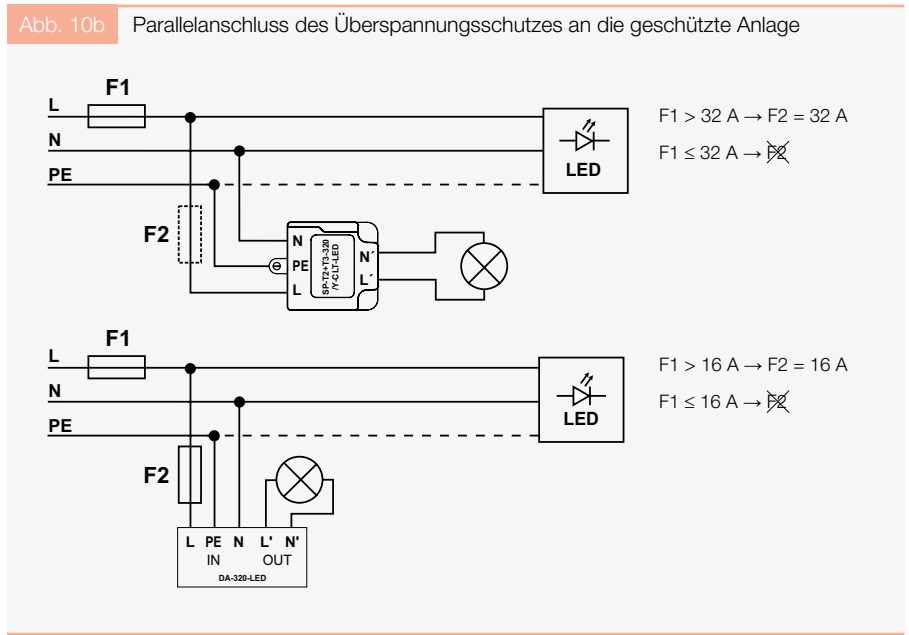 Abb. 10b Parallelanschluss des Überspannungsschutzes an die geschützte Anlage
F1
L
N
PE
F2
LED
F1 > 32 A → F2 = 32 A
F1 ≤ 32 A → F2
N
PE
L
SP-T2+T3-320
/Y-CLT-LED
N´
L´
F1
L
N
PE
F2
LED
F1 > 16 A → F2 = 16 A
F1 ≤ 16 A → F2
L PE N L' N'
IN OUT
DA-320-LED